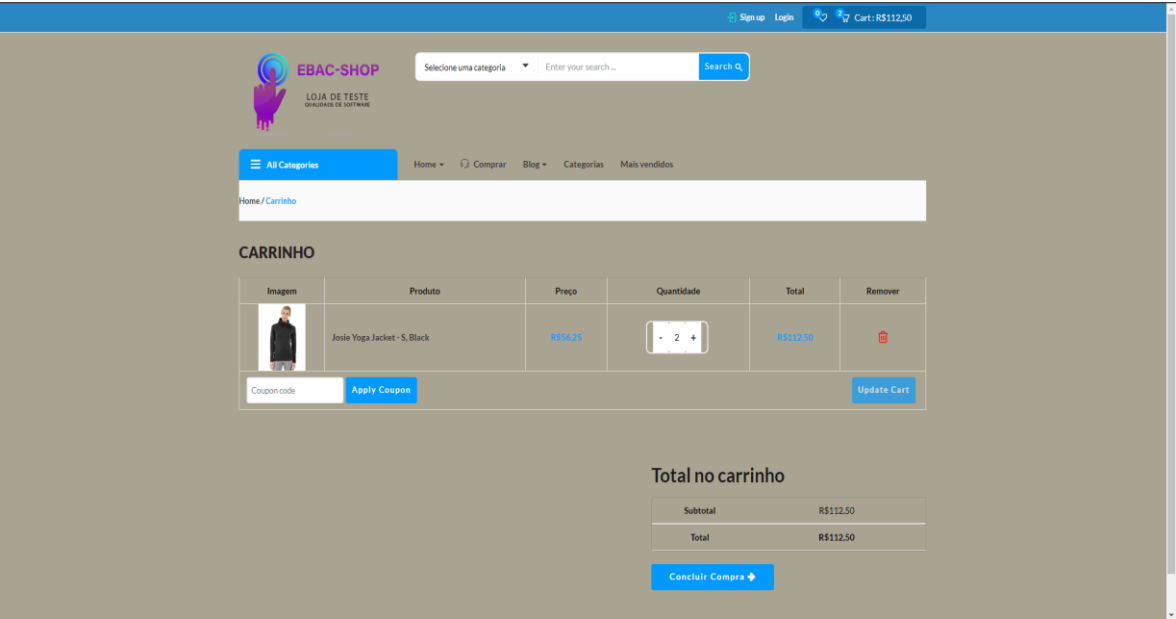 Sign up Login 0 2 Cart : R$112,50
EBAC-SHOP
LOJA DE TESTE
QUALIDADE DE SOFTWARE
Selecione uma categoria Enter your search ... Search
All Categories Home Comprar Blog Categorias Mais vendidos
Home / Carrinho
CARRINHO
Imagem Produto Preço Quantidade Total Remover
Josie Yoga Jacket - S, Black R$56,25 - 2 + R$112,50
Coupon code Apply Coupon Update Cart
Total no carrinho
Subtotal R$112,50
Total R$112,50
Concluir Compra